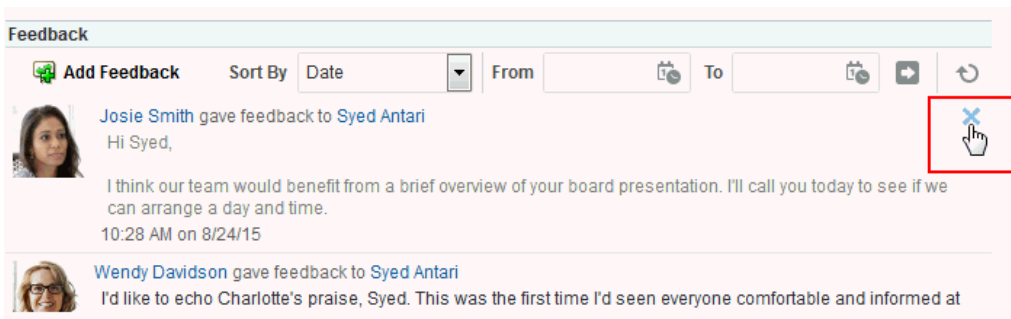 Feedback
Add Feedback Sort By Date From To
Josie Smith gave feedback to Syed Antari
Hi Syed,
I think our team would benefit from a brief overview of your board presentation. I'll call you today to see if we
can arrange a day and time.
10:28 AM on 8/24/15
Wendy Davidson gave feedback to Syed Antari
I'd like to echo Charlotte's praise, Syed. This was the first time I'd seen everyone comfortable and informed at